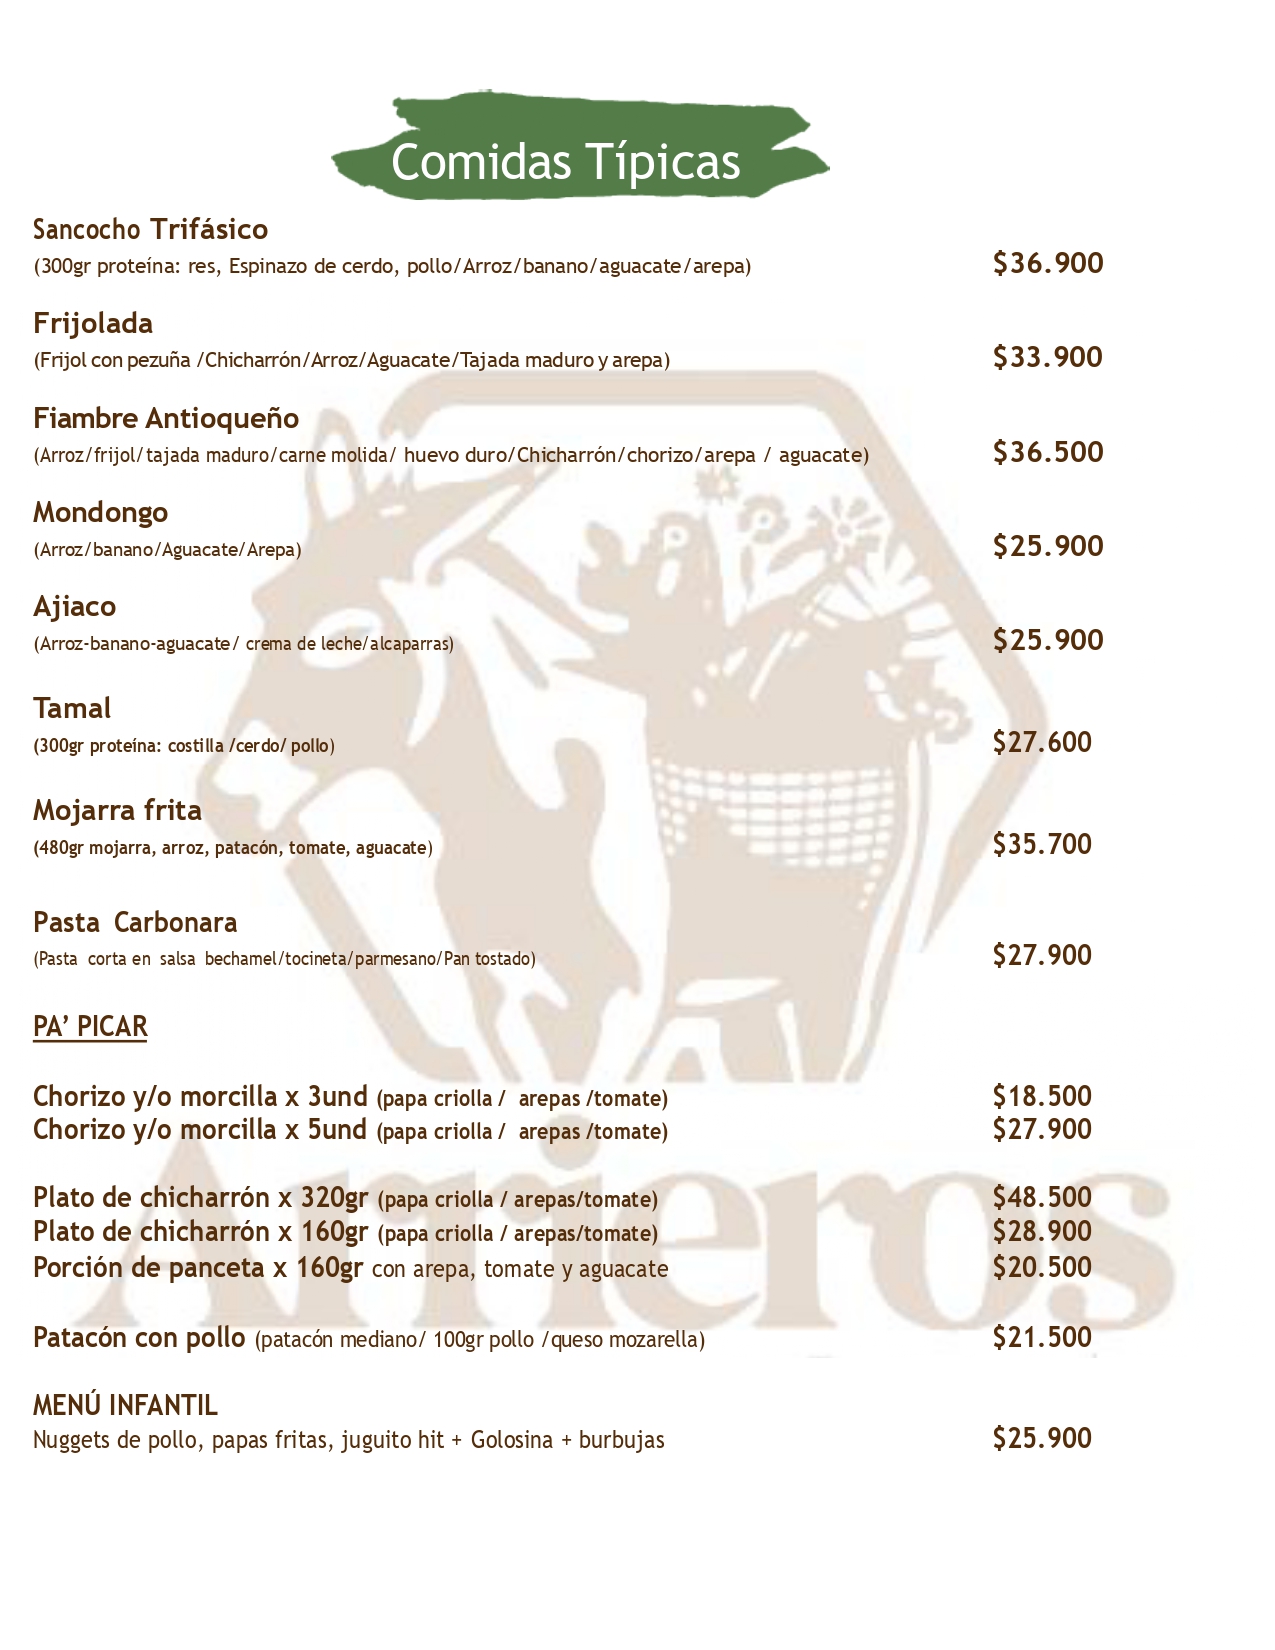 Comidas Típicas
Sancocho Trifásico
(300gr proteína: res, Espinazo de cerdo, pollo/Arroz/banano/aguacate/arepa) $36.900
Frijolada
(Frijol con pezuña /Chicharrón/Arroz/Aguacate/Tajada maduro y arepa) $33.900
Fiambre Antioqueño
(Arroz/frijol/tajada maduro/carne molida/ huevo duro/Chicharrón/chorizo/arepa / aguacate) $36.500
Mondongo
(Arroz/banano/Aguacate/Arepa) $25.900
Ajiaco
(Arroz-banano-aguacate/ crema de leche/alcaparras) $25.900
Tamal
(300gr proteína: costilla /cerdo/ pollo) $27.600
Mojarra frita
(480gr mojarra, arroz, patacón, tomate, aguacate) $35.700
Pasta Carbonara
(Pasta corta en salsa bechamel/tocineta/parmesano/Pan tostado) $27.900
PA’ PICAR
Chorizo y/o morcilla x 3und (papa criolla / arepas /tomate) $18.500
Chorizo y/o morcilla x 5und (papa criolla / arepas /tomate) $27.900
Plato de chicharrón x 320gr (papa criolla / arepas/tomate) $48.500
Plato de chicharrón x 160gr (papa criolla / arepas/tomate) $28.900
Porción de panceta x 160gr con arepa, tomate y aguacate $20.500
Patacón con pollo (patacón mediano/ 100gr pollo /queso mozarella) $21.500
MENÚ INFANTIL
Nuggets de pollo, papas fritas, juguito hit + Golosina + burbujas $25.900
Arrieros